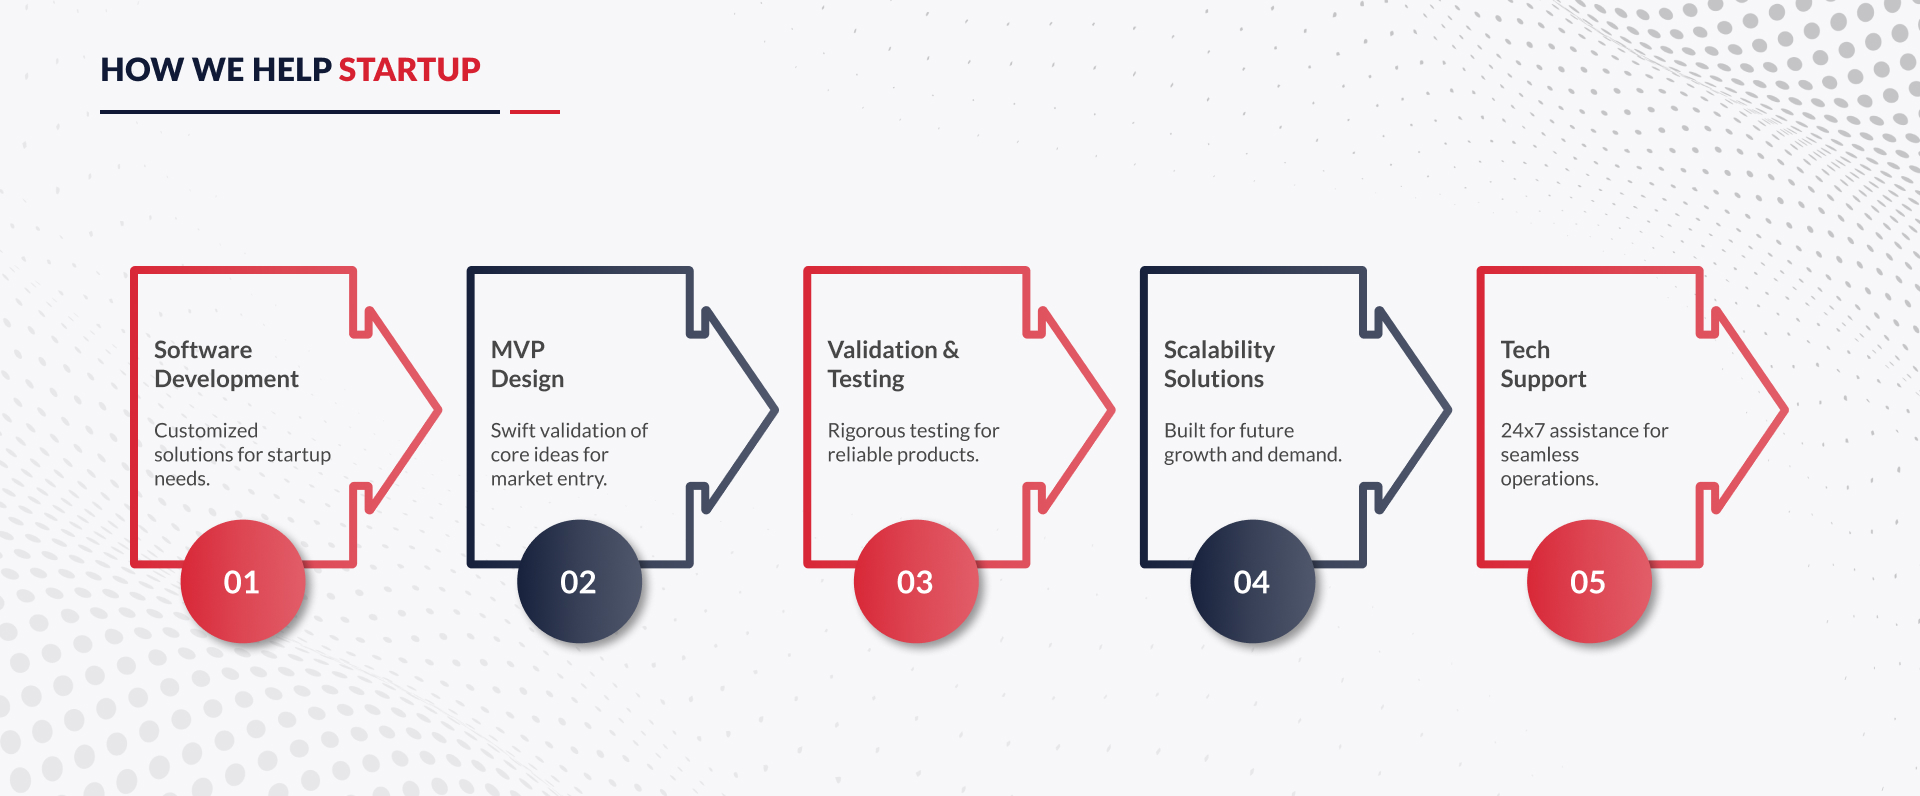 HOW WE HELP STARTUP
Software
Development
Customized
solutions for startup
needs.
01
MVP
Design
Swift validation of
core ideas for
market entry.
02
Validation &
Testing
Rigorous testing for
reliable products.
03
Scalability
Solutions
Built for future
growth and demand.
04
Tech
Support
24x7 assistance for
seamless
operations.
05